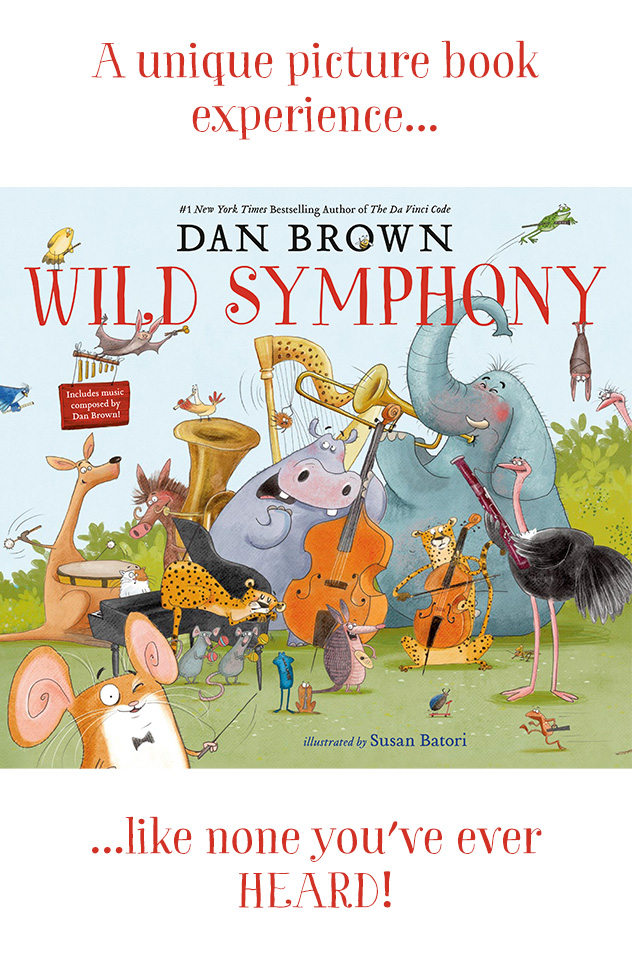 A unique picture book
experience...
#1 New York Times Bestselling Author of The Da Vinci Code
DAN BROWN
WILD SYMPHONY
Includes music
composed by
Dan Brown!
illustrated by Susan Batori
...like none you've ever
HEARD!